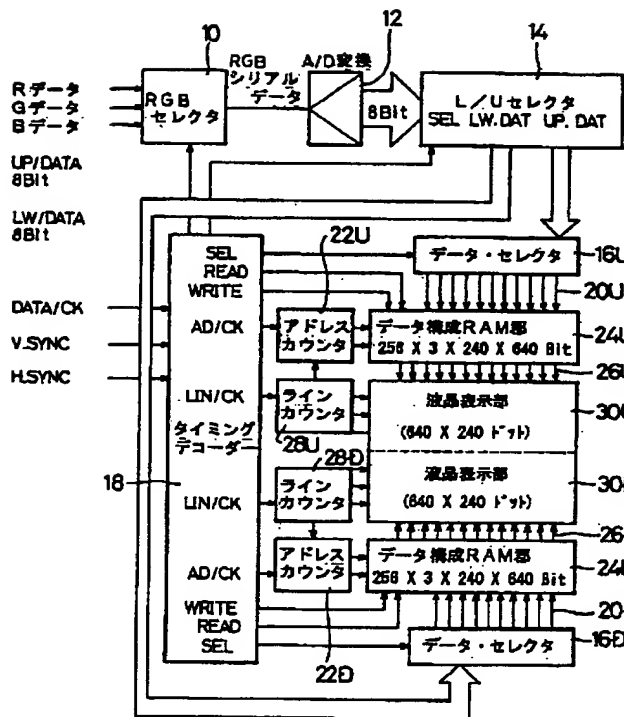 10
RGB
シリアル
データ
A/D変換
12
14
Rデータ
Gデータ
Bデータ
RGB
セレクタ
8Bit
L/Uセレクタ
SEL LW.DAT UP.DAT
UP/DATA
8Bit
LW/DATA
8Bit
DATA/CK
V.SYNC
H.SYNC
SEL
READ
WRITE
AD/CK
LIN/CK
タイミング
デコーダー
18
LIN/CK
AD/CK
WRITE
READ
SEL
22U
アドレス
カウンタ
ライン
カウンタ
28U
28D
ライン
カウンタ
アドレス
カウンタ
22D
データ・セレクタ
16U
20U
データ構成RAM部
256 X 3 X 240 X 640 Bit
24U
26U
液晶表示部
(640 X 240 ドット)
30U
液晶表示部
(640 X 240 ドット)
30
26
データ構成RAM部
256 X 3 X 240 X 640 Bit
24
20
データ・セレクタ
16D